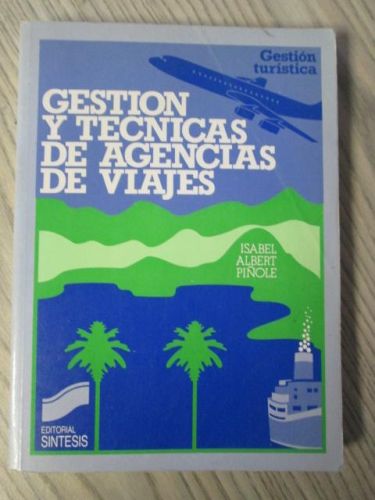 Gestión
turística
GESTION
Y TECNICAS
DE AGENCIAS
DE VIAJES
ISABEL
ALBERT
PIÑOLE
EDITORIAL
SINTESIS